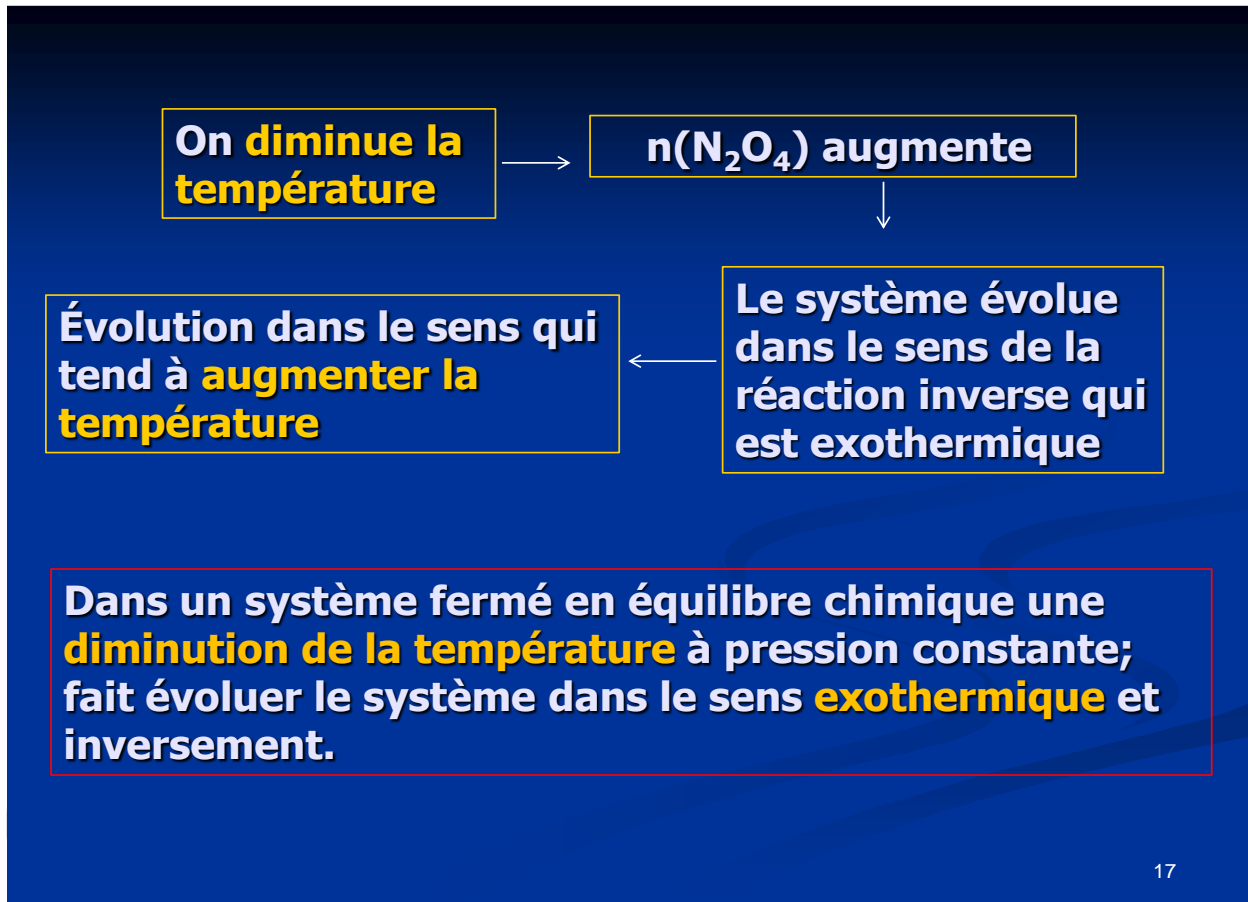 On diminue la
température
n(N₂O₄) augmente
Le système évolue
dans le sens de la
réaction inverse qui
est exothermique
Évolution dans le sens qui
tend à augmenter la
température
Dans un système fermé en équilibre chimique une
diminution de la température à pression constante;
fait évoluer le système dans le sens exothermique et
inversement.
17